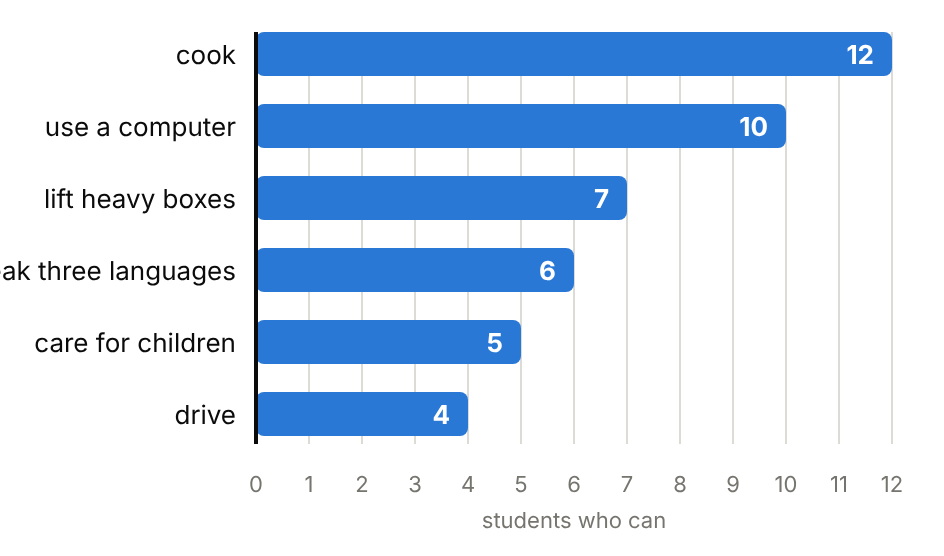 cook 12
use a computer 10
lift heavy boxes 7
three languages 6
care for children 5
drive 4
0 1 2 3 4 5 6 7 8 9 10 11 12
students who can